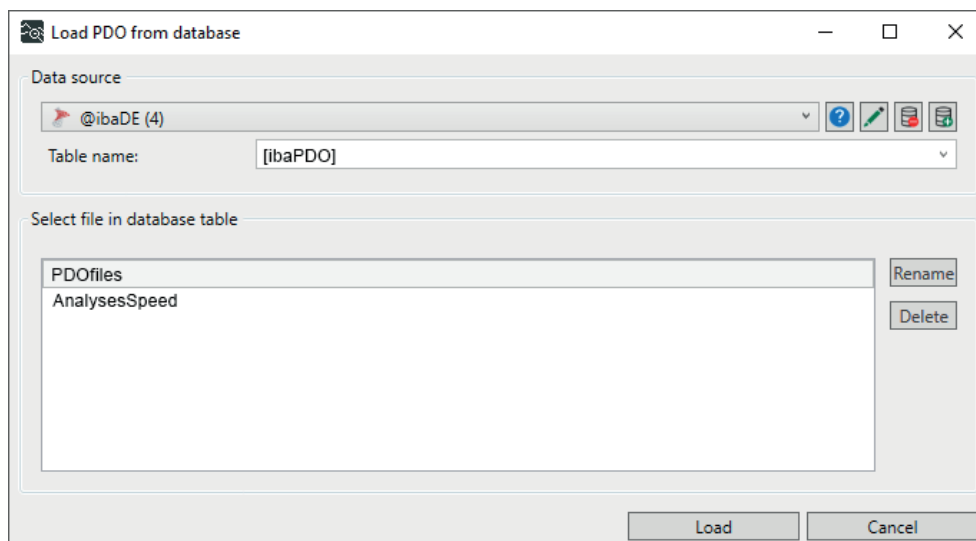 Load PDO from database
Data source
@ibaDE (4)
Table name: [ibaPDO]
Select file in database table
PDOfiles
Rename
AnalysesSpeed
Delete
Load Cancel